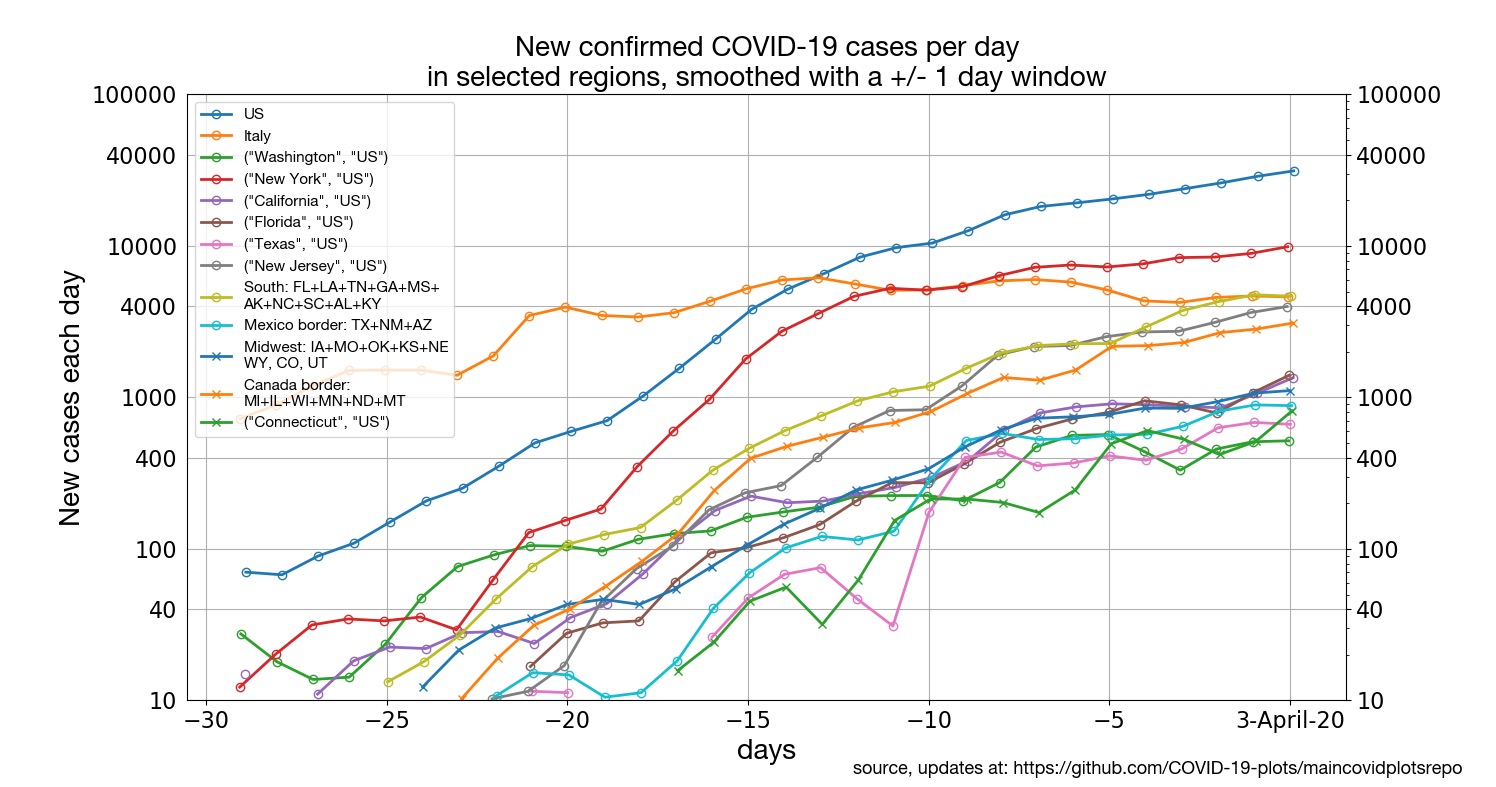 New confirmed COVID-19 cases per day
in selected regions, smoothed with a +/- 1 day window
New cases each day
100000
40000
10000
4000
1000
400
100
40
10
US
Italy
("Washington", "US")
("New York", "US")
("California", "US")
("Florida", "US")
("Texas", "US")
("New Jersey", "US")
South: FL+LA+TN+GA+MS+
AK+NC+SC+AL+KY
Mexico border: TX+NM+AZ
Midwest: IA+MO+OK+KS+NE
WY, CO, UT
Canada border:
MI+IL+WI+MN+ND+MT
("Connecticut", "US")
100000
40000
10000
4000
1000
400
100
40
10
−30 −25 −20 −15 −10 −5 3-April-20
days
source, updates at: https://github.com/COVID-19-plots/maincovidplotsrepo